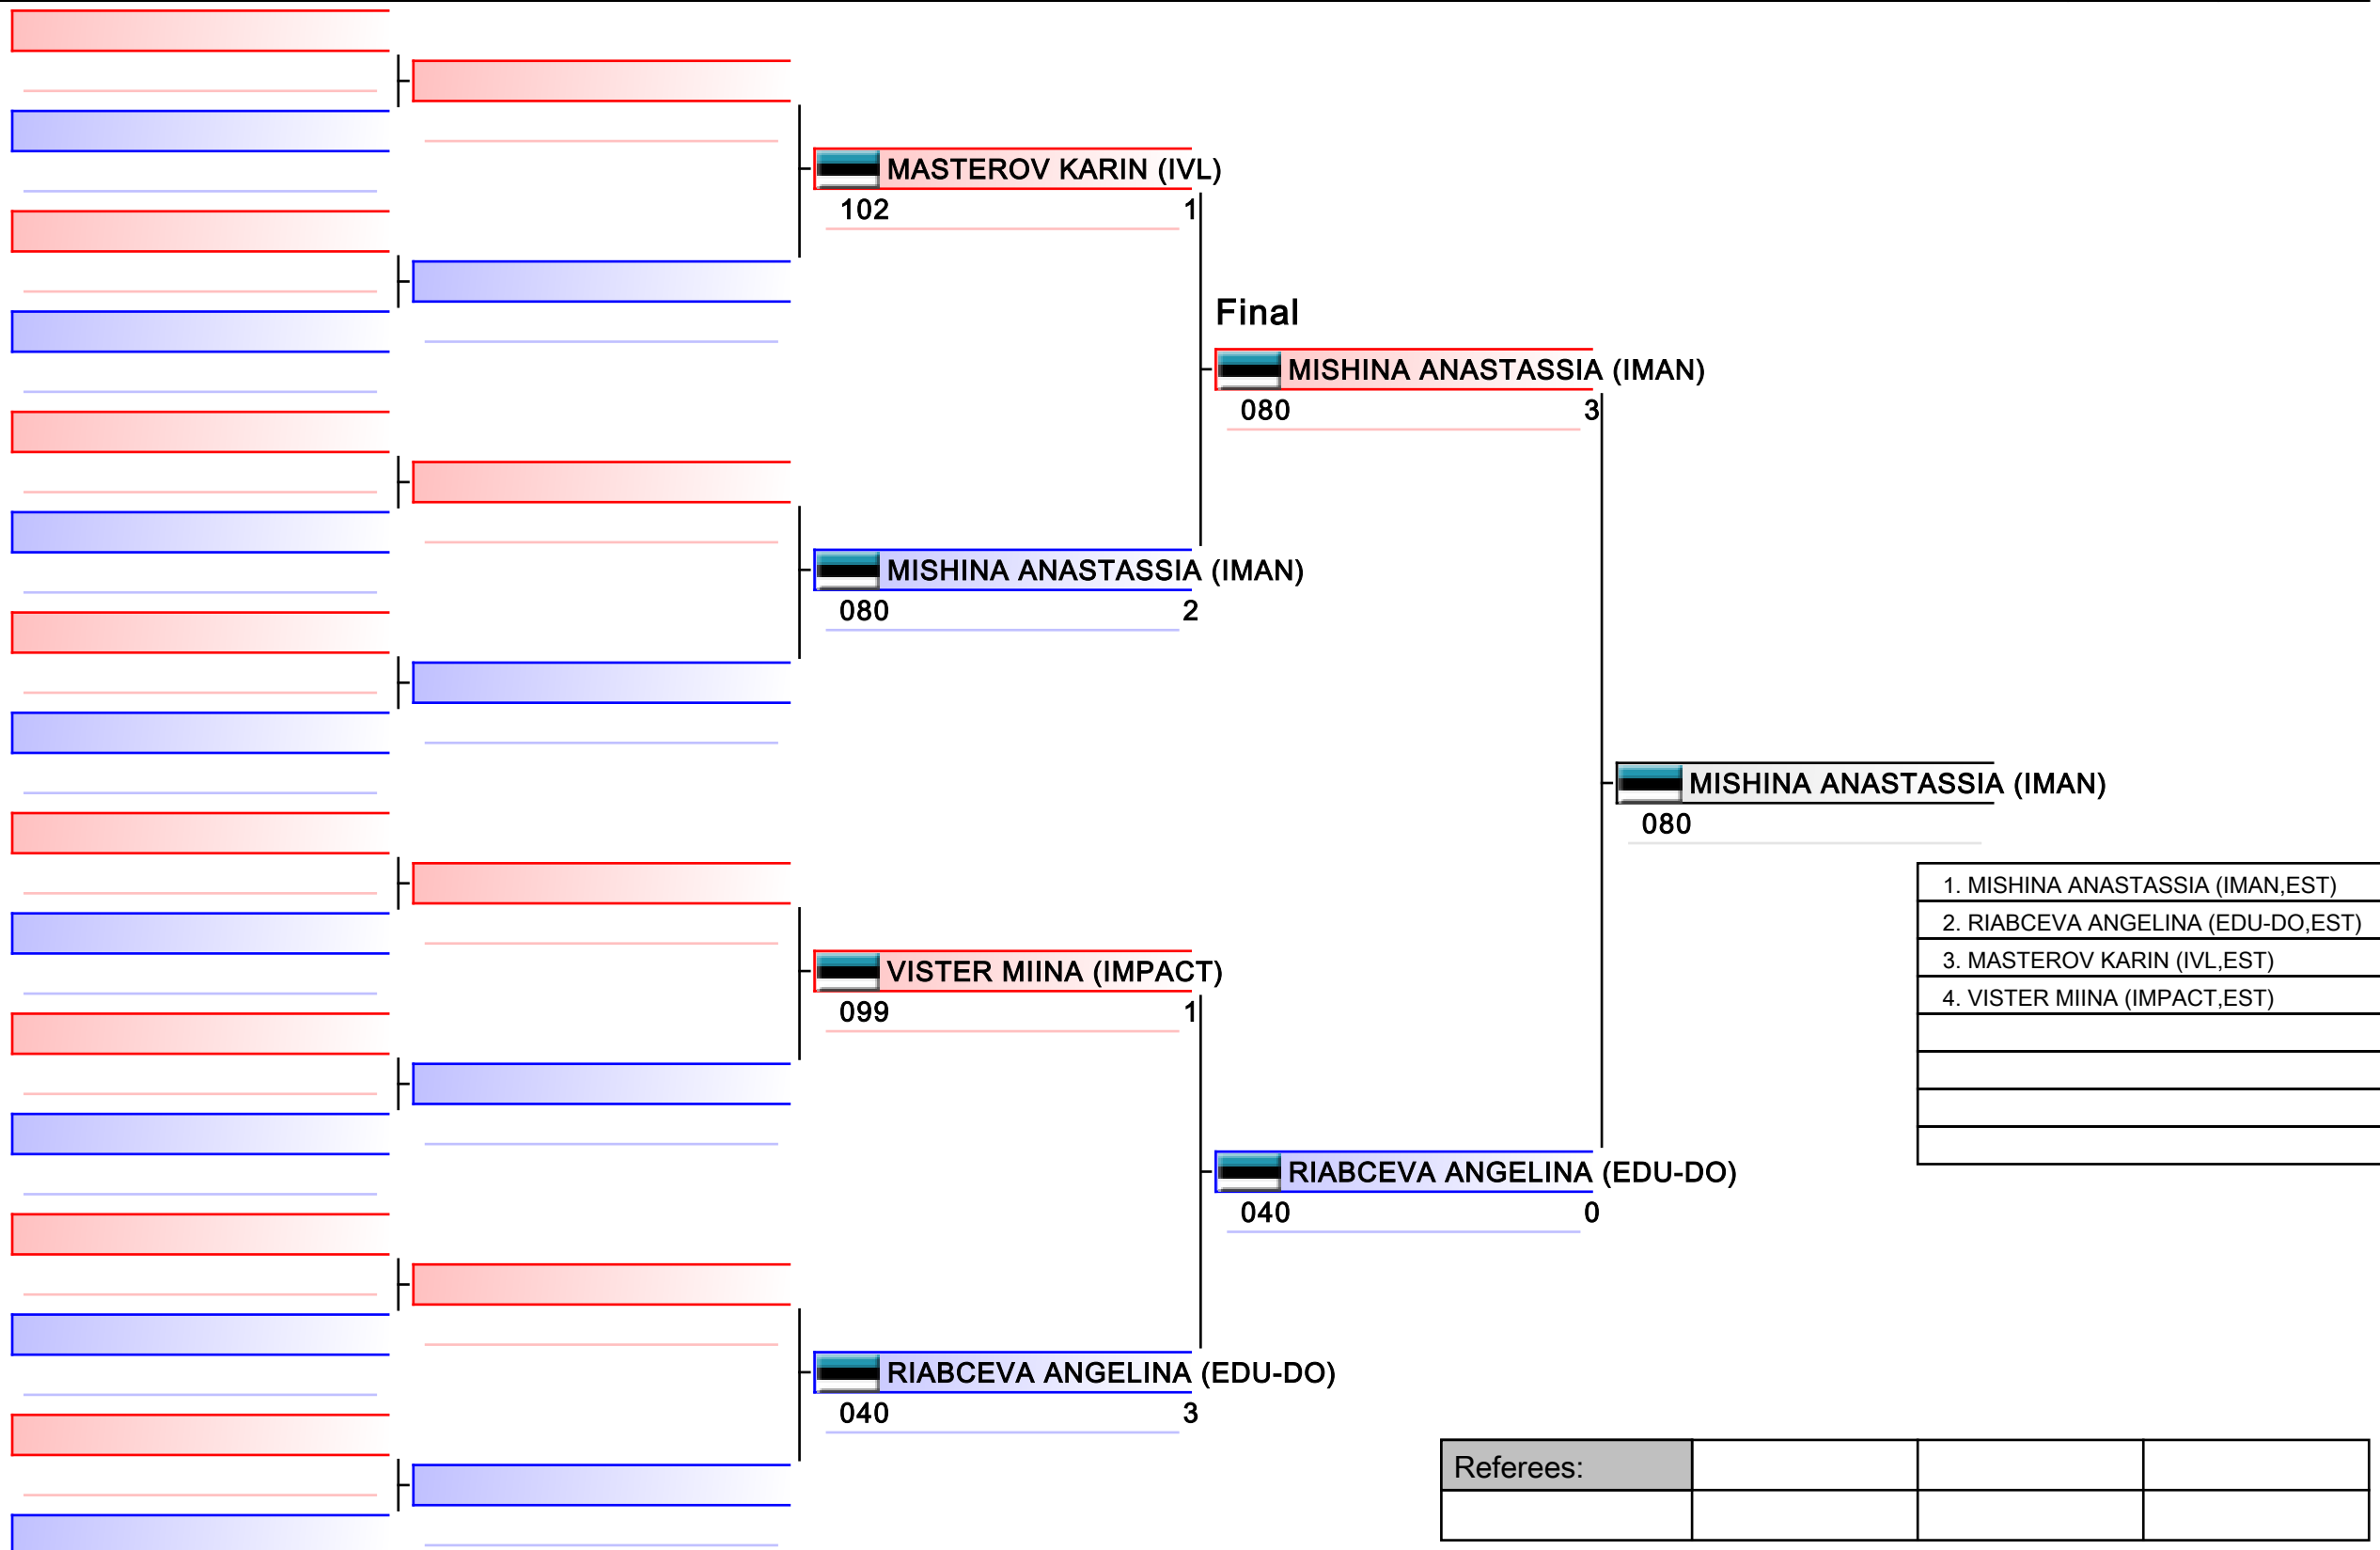 MASTEROV KARIN (IVL)
102 1
Final
MISHINA ANASTASSIA (IMAN)
080 3
MISHINA ANASTASSIA (IMAN)
080 2
MISHINA ANASTASSIA (IMAN)
080
1. MISHINA ANASTASSIA (IMAN,EST)
2. RIABCEVA ANGELINA (EDU-DO,EST)
3. MASTEROV KARIN (IVL,EST)
4. VISTER MIINA (IMPACT,EST)
VISTER MIINA (IMPACT)
099 1
RIABCEVA ANGELINA (EDU-DO)
040 0
RIABCEVA ANGELINA (EDU-DO)
040 3
Referees: